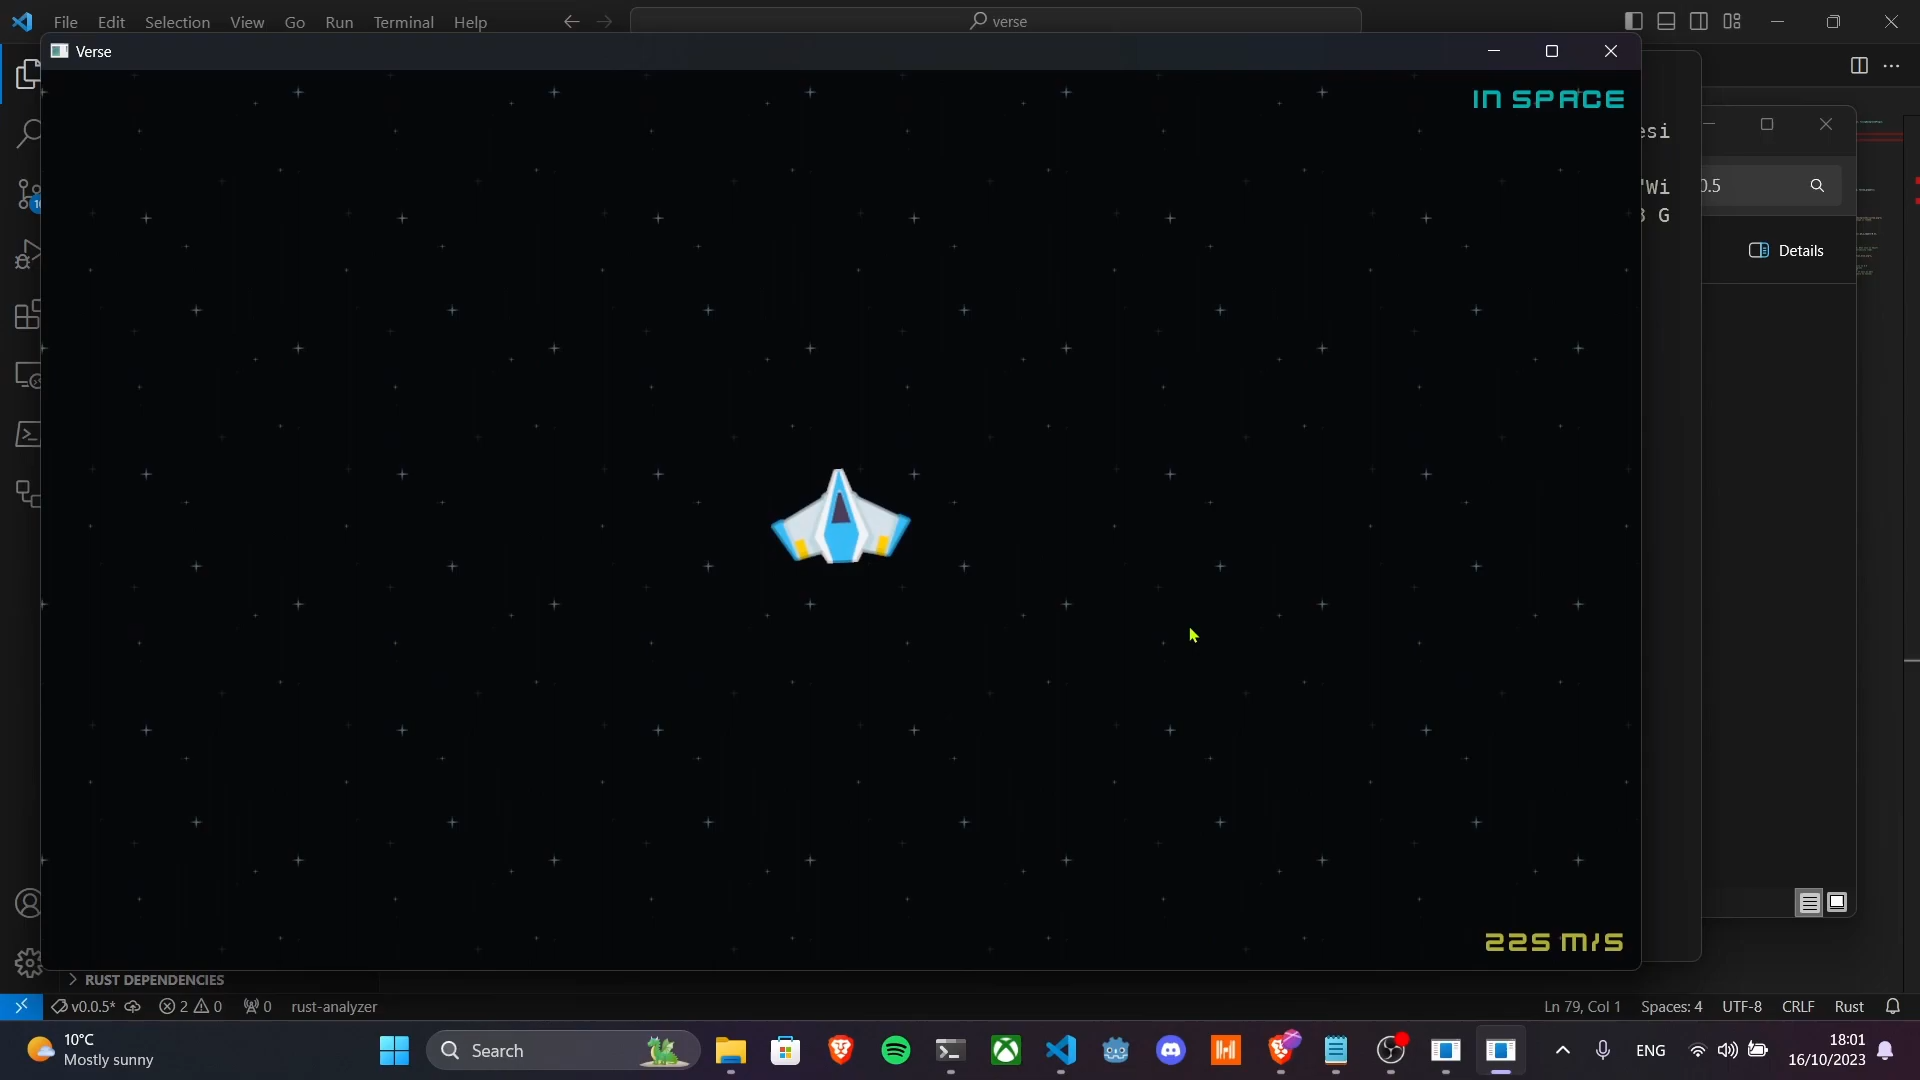 File Edit Selection View Go Run Terminal Help
verse
Verse
IN SPACE
esi
0.5
"Wi
G
Details
225 M/S
RUST DEPENDENCIES
v0.0.5* 2 0 0 rust-analyzer
Ln 79, Col 1 Spaces: 4 UTF-8 CRLF Rust
10°C
Mostly sunny
Search
ENG
18:01
16/10/2023